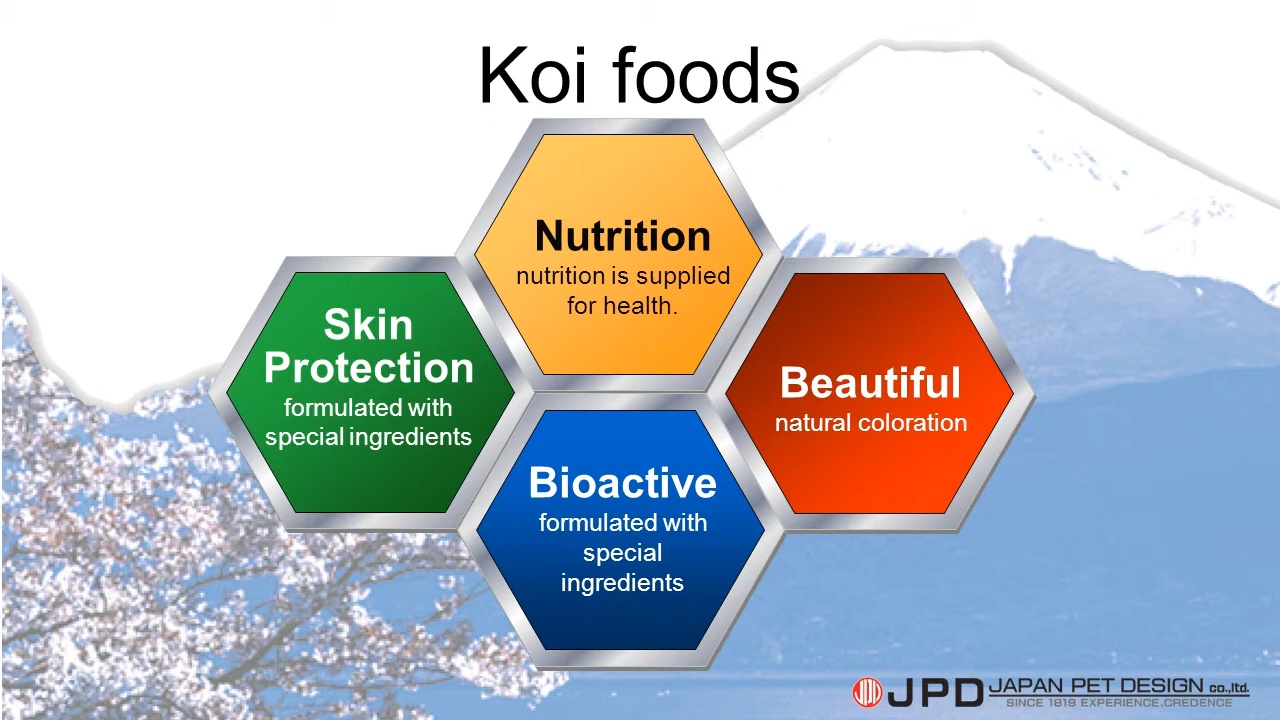 Koi foods
Nutrition
nutrition is supplied
for health.
Skin
Protection
formulated with
special ingredients
Beautiful
natural coloration
Bioactive
formulated with
special
ingredients
JPD JAPAN PET DESIGN co.,ltd.
SINCE 1819 EXPERIENCE.CREDENCE